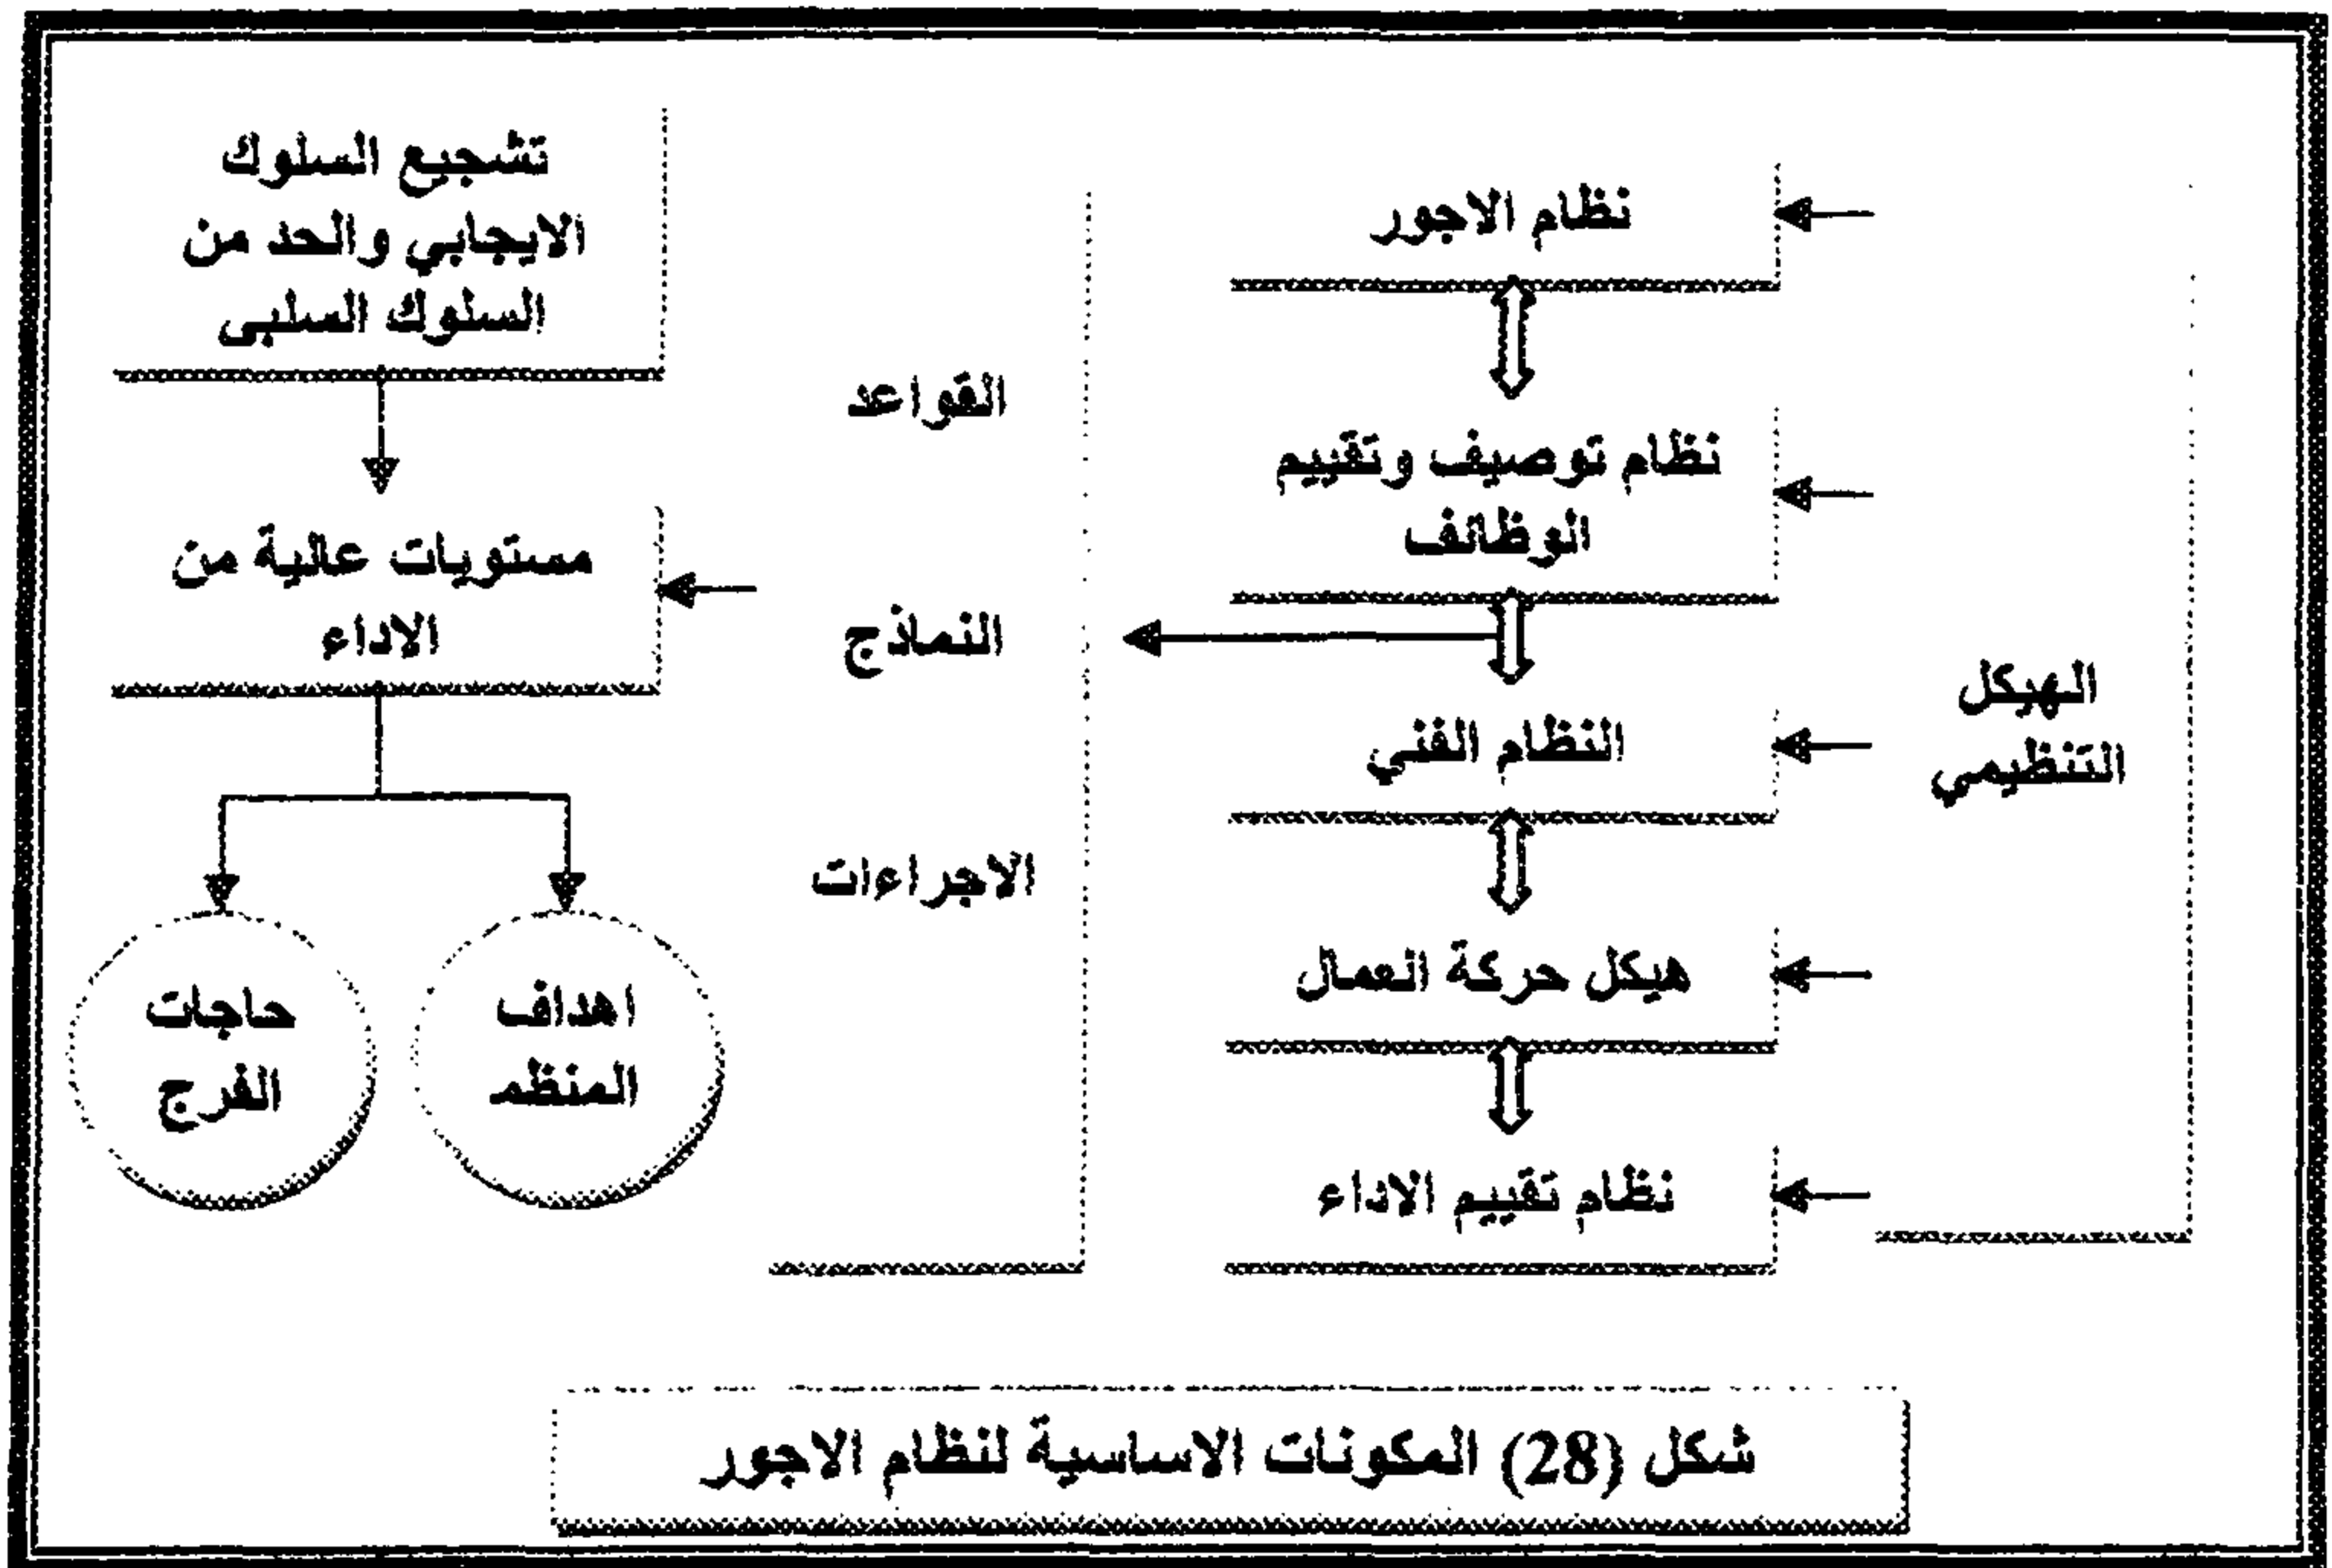 الهيكل
التنظيمي
نظام الاجور
نظام توصيف وتقييم
الوظائف
النظام الفني
هيكل حركة العمال
نظام تقييم الاداء
القواعد
النماذج
الاجراءات
تشجيع السلوك
الايجابي والحد من
السلوك السلبي
مستويات عالية من
الاداء
اهداف
المنظم
حاجات
الفرج
شكل (28) المكونات الاساسية لنظام الاجور